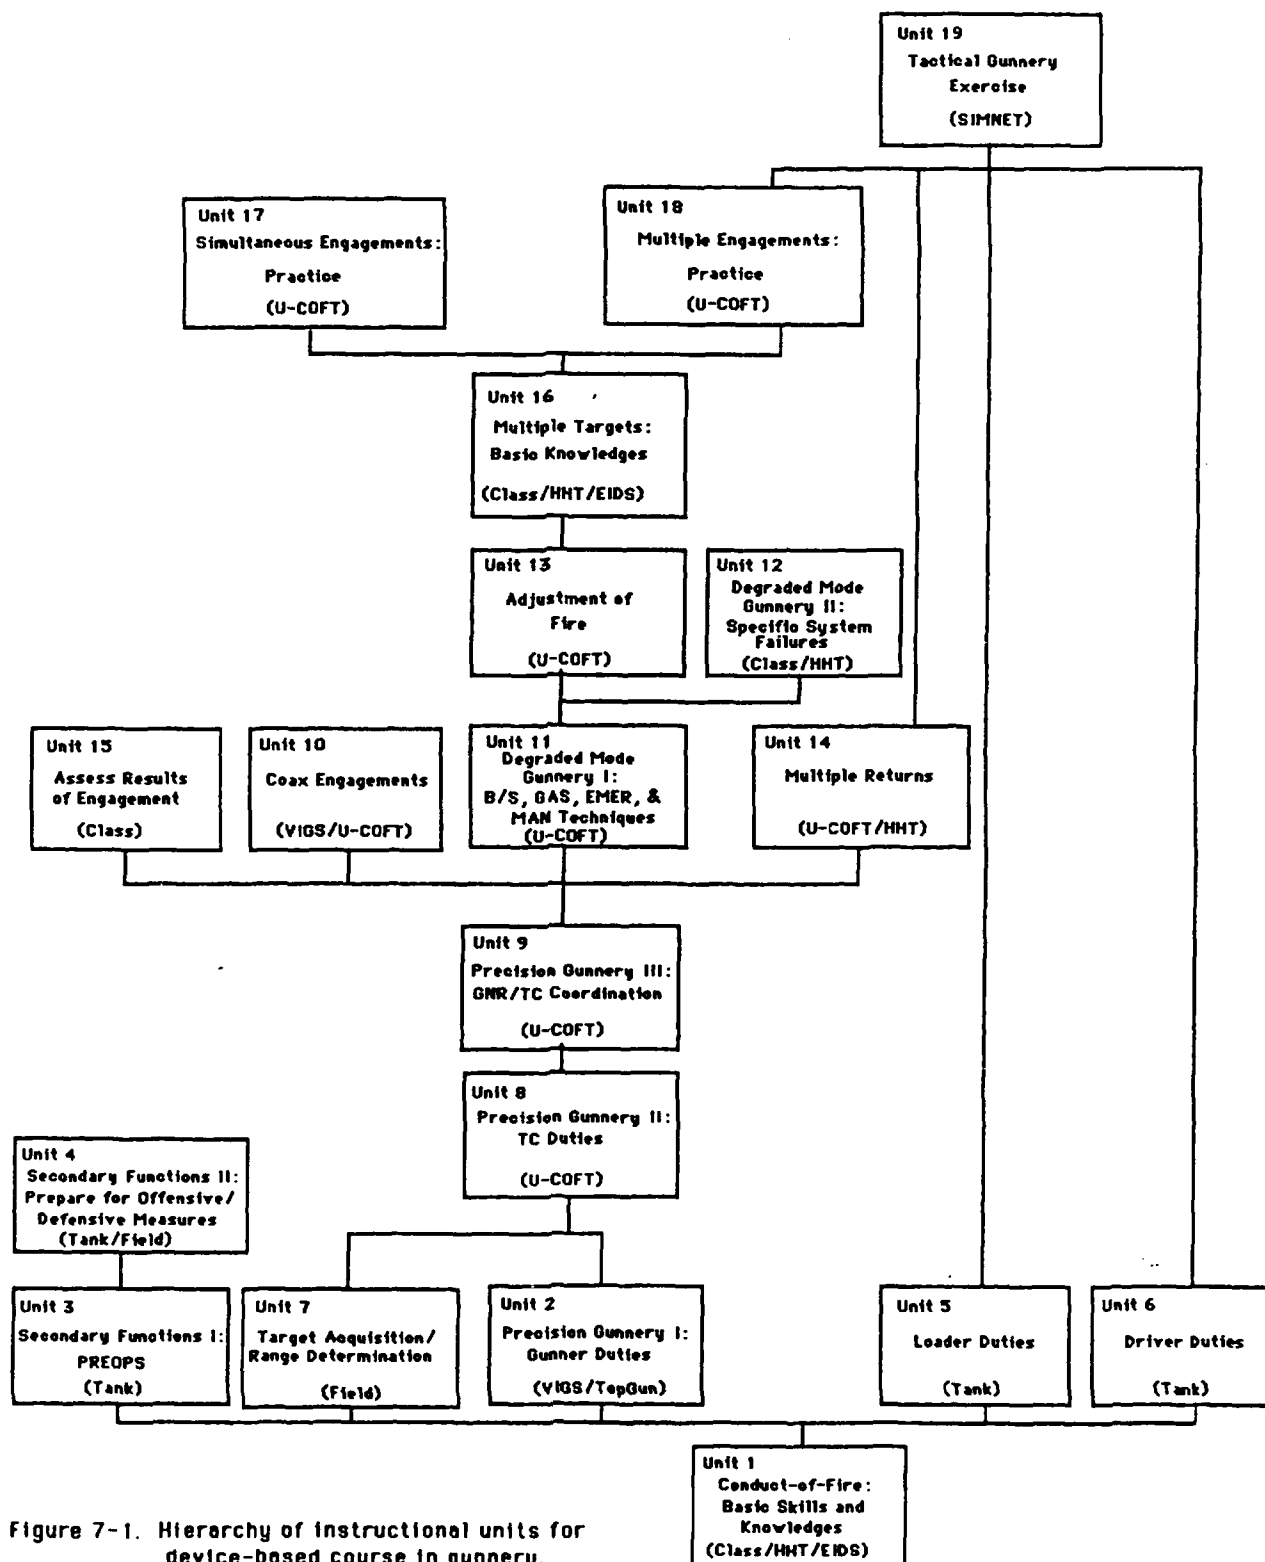 Unit 19
Tactical Gunnery
Exercise
(SIMNET)
Unit 17
Simultaneous Engagements:
Practice
(U-COFT)
Unit 18
Multiple Engagements:
Practice
(U-COFT)
Unit 16
Multiple Targets:
Basic Knowledges
(Class/HHT/EIDS)
Unit 13
Adjustment of
Fire
(U-COFT)
Unit 12
Degraded Mode
Gunnery II:
Specific System
Failures
(Class/HHT)
Unit 15
Assess Results
of Engagement
(Class)
Unit 10
Coax Engagements
(VIGS/U-COFT)
Unit 11
Degraded Mode
Gunnery I:
B/S, GAS, EMER, &
MAN Techniques
(U-COFT)
Unit 14
Multiple Returns
(U-COFT/HHT)
Unit 9
Precision Gunnery III:
GNR/TC Coordination
(U-COFT)
Unit 8
Precision Gunnery II:
TC Duties
(U-COFT)
Unit 4
Secondary Functions II:
Prepare for Offensive/
Defensive Measures
(Tank/Field)
Unit 3
Secondary Functions I:
PREOPS
(Tank)
Unit 7
Target Acquisition/
Range Determination
(Field)
Unit 2
Precision Gunnery I:
Gunner Duties
(VIGS/TopGun)
Unit 5
Loader Duties
(Tank)
Unit 6
Driver Duties
(Tank)
Unit 1
Conduct-of-Fire:
Basic Skills and
Knowledges
(Class/HHT/EIDS)
Figure 7-1. Hierarchy of instructional units for
device-based course in gunnery.